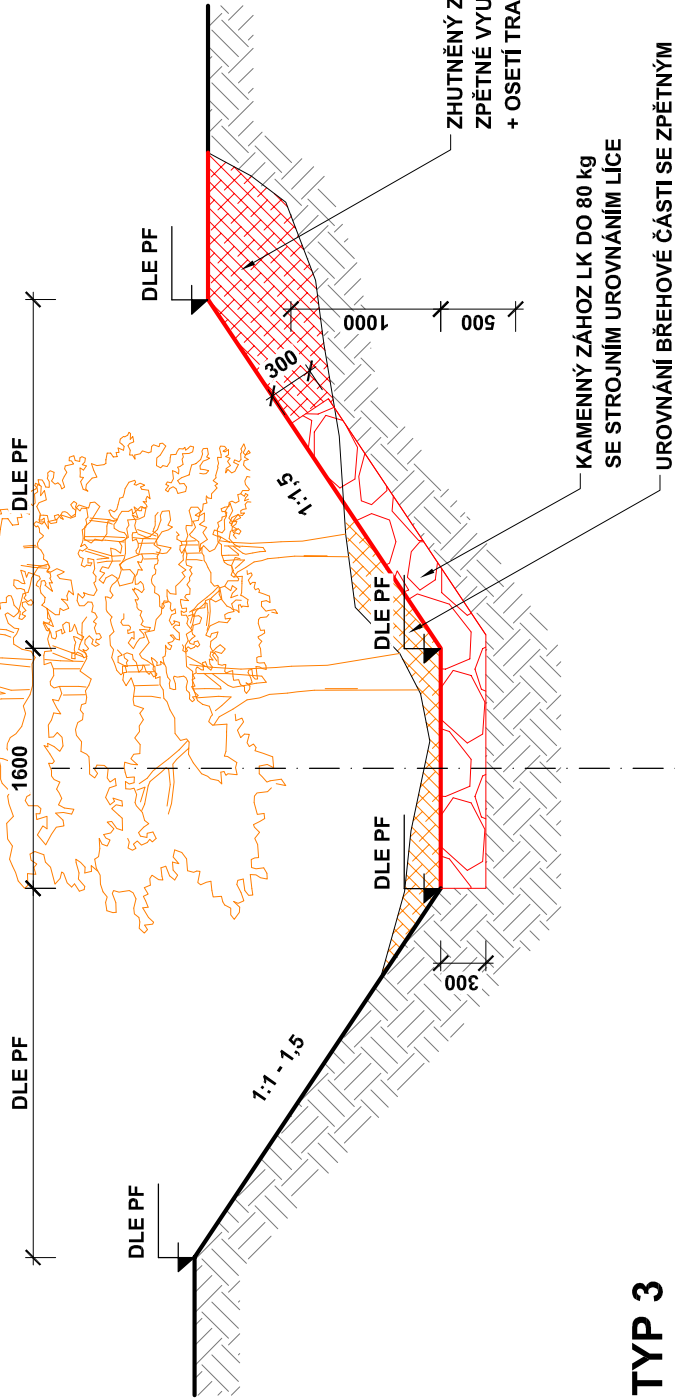 DLE PF
1600
DLE PF
DLE PF
DLE PF
DLE PF
DLE PF
1:1 - 1,5
1:1,5
300
300
1000
500
ZHUTNĚNÝ
ZPĚTNÉ
+ OSETÍ
KAMENNÝ ZÁHOZ LK DO 80 kg
SE STROJNÍM UROVNÁNÍM LÍCE
UROVNÁNÍ BŘEHOVÉ ČÁSTI SE ZPĚTNÝM
TYP 3